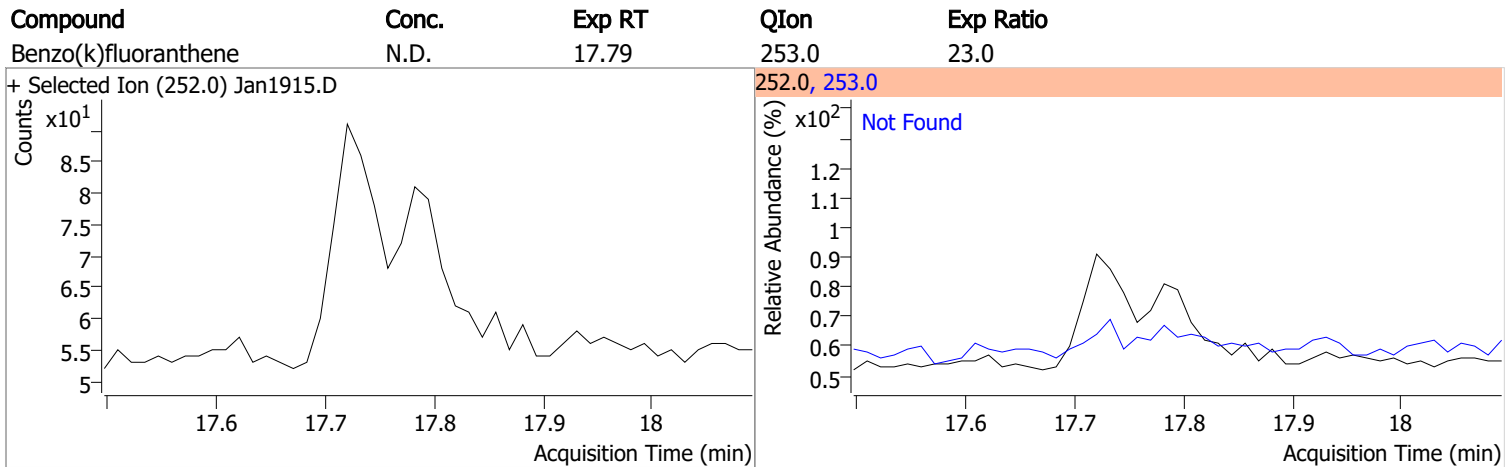 Compound Conc. Exp RT QIon Exp Ratio
Benzo(k)fluoranthene N.D. 17.79 253.0 23.0
+ Selected Ion (252.0) Jan1915.D
Counts
x10¹
8.5
8
7.5
7
6.5
6
5.5
5
17.6 17.7 17.8 17.9 18
Acquisition Time (min)
252.0, 253.0
Relative Abundance (%)
x10²
Not Found
1.2
1.1
1
0.9
0.8
0.7
0.6
0.5
17.6 17.7 17.8 17.9 18
Acquisition Time (min)